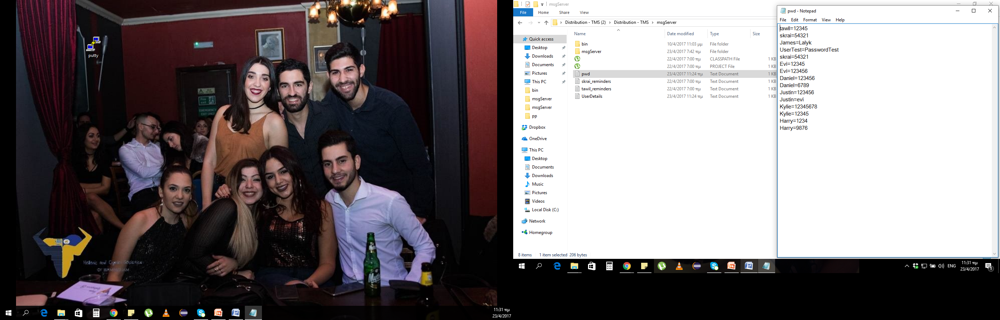 putty
Fire exit
EMERGENCY EXIT ONLY
Hellenic and Cypriot Societies
OF BIRMINGHAM
11:31 πμ
23/4/2017
msgServer
File Home Share View
Distribution - TMS (2) Distribution - TMS msgServer
Name Date modified Type Size
Quick access
Desktop
Downloads
Documents
Pictures
This PC
bin
msgServer
msgServer
pp
Dropbox
OneDrive
This PC
Desktop
Documents
Downloads
Music
Pictures
Videos
Local Disk (C:)
Network
Homegroup
bin 10/4/2017 11:03 μμ File folder
msgServer 23/4/2017 7:42 πμ File folder
22/4/2017 7:00 πμ CLASSPATH File 1 KB
22/4/2017 7:00 πμ PROJECT File 1 KB
pwd 23/4/2017 11:24 πμ Text Document 1 KB
skrai_reminders 22/4/2017 7:00 πμ Text Document 1 KB
tawil_reminders 22/4/2017 7:00 πμ Text Document 1 KB
UserDetails 23/4/2017 11:24 πμ Text Document 1 KB
8 items 1 item selected 206 bytes
pwd - Notepad
File Edit Format View Help
tawil=12345
skrai=54321
James=Lalyk
UserTest=PasswordTest
skrai=54321
Evi=12345
Evi=123456
Daniel=123456
Daniel=6789
Justin=123456
Justin=evi
Kylie=12345678
Kylie=12345
Harry=1234
Harry=9876
ENG
11:31 πμ
23/4/2017
1